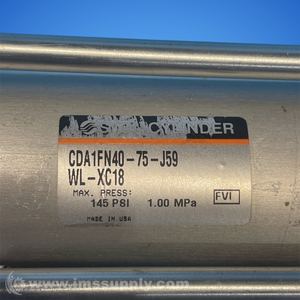 CYLINDER
CDA1FN40-75-J59
WL-XC18
MAX. PRESS:
145 PSI 1.00 MPa
FVI
MADE IN USA
www.imssupply.com